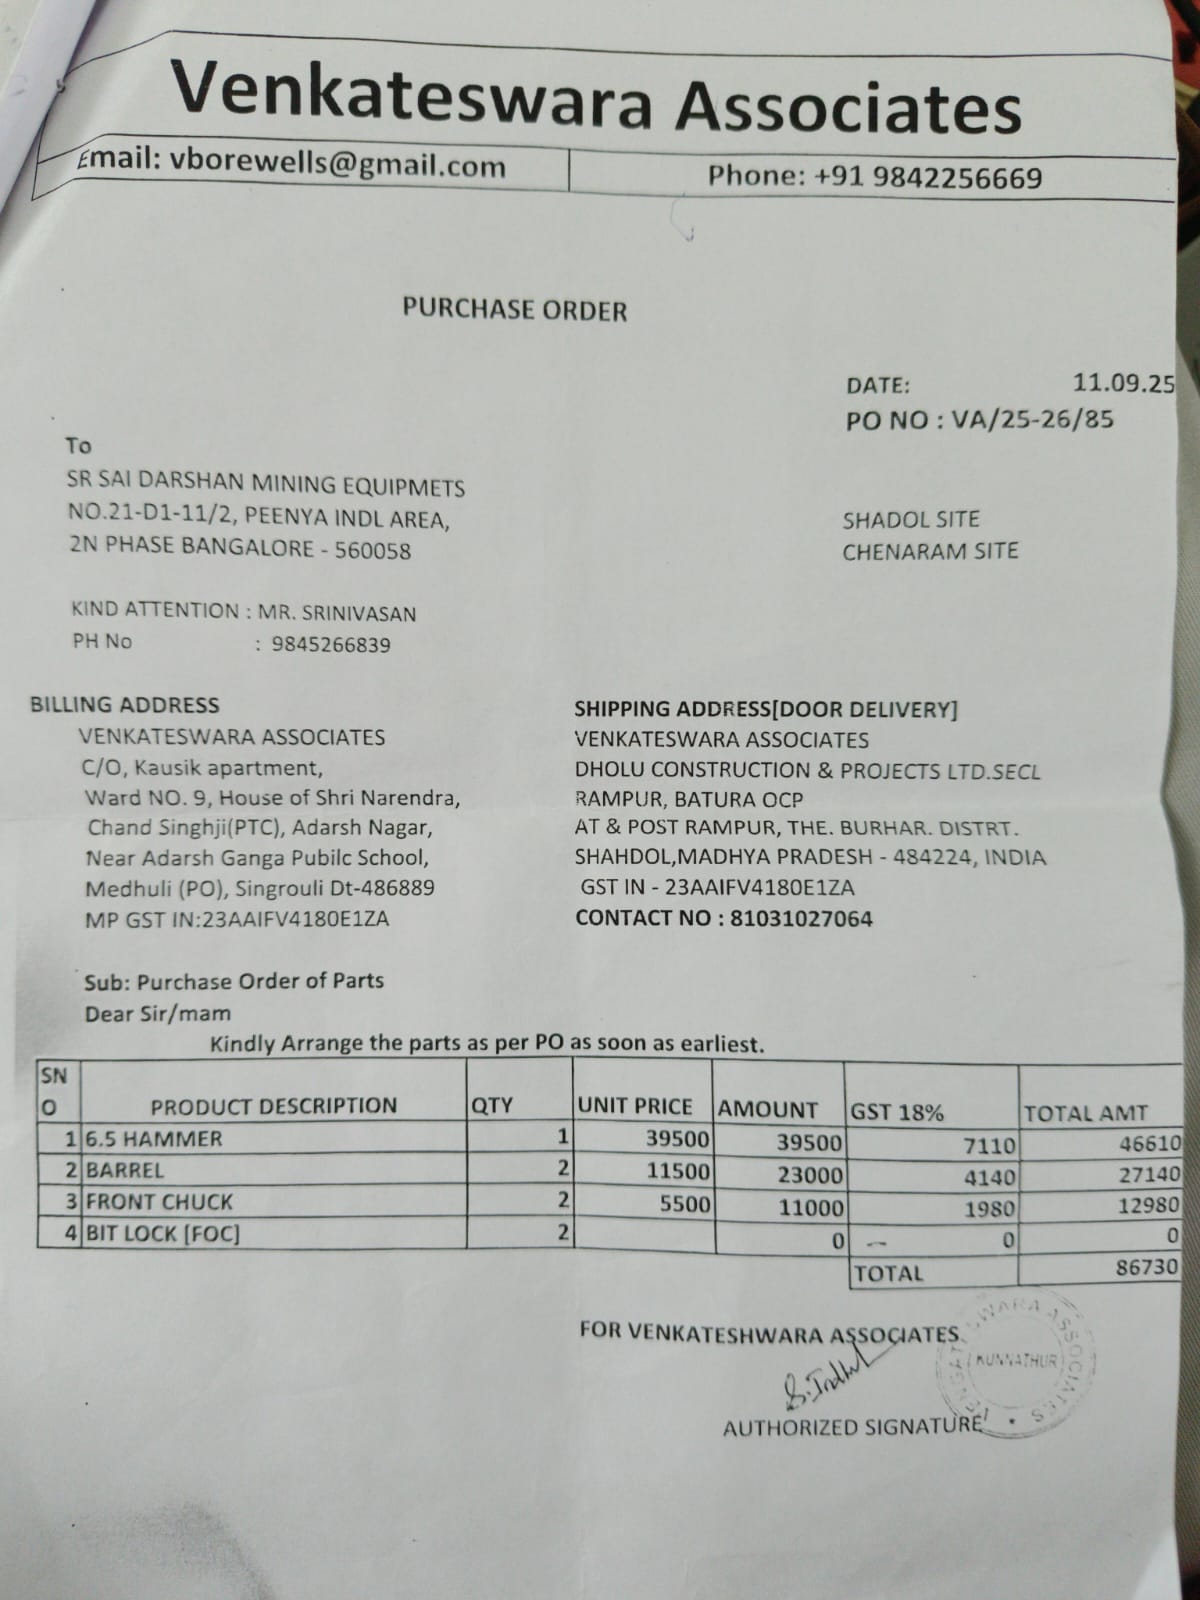 Venkateswara Associates
Email: vborewells@gmail.com Phone: +91 9842256669
PURCHASE ORDER
DATE: 11.09.25
PO NO : VA/25-26/85
To
SR SAI DARSHAN MINING EQUIPMETS
NO.21-D1-11/2, PEENYA INDL AREA,
2N PHASE BANGALORE - 560058
SHADOL SITE
CHENARAM SITE
KIND ATTENTION : MR. SRINIVASAN
PH No : 9845266839
BILLING ADDRESS
VENKATESWARA ASSOCIATES
C/O, Kausik apartment,
Ward NO. 9, House of Shri Narendra,
Chand Singhji(PTC), Adarsh Nagar,
Near Adarsh Ganga Pubilc School,
Medhuli (PO), Singrouli Dt-486889
MP GST IN:23AAIFV4180E1ZA
SHIPPING ADDRESS[DOOR DELIVERY]
VENKATESWARA ASSOCIATES
DHOLU CONSTRUCTION & PROJECTS LTD.SECL
RAMPUR, BATURA OCP
AT & POST RAMPUR, THE. BURHAR. DISTRT.
SHAHDOL,MADHYA PRADESH - 484224, INDIA
GST IN - 23AAIFV4180E1ZA
CONTACT NO : 81031027064
Sub: Purchase Order of Parts
Dear Sir/mam
Kindly Arrange the parts as per PO as soon as earliest.
SNO PRODUCT DESCRIPTION QTY UNIT PRICE AMOUNT GST 18% TOTAL AMT
1 6.5 HAMMER 1 39500 39500 7110 46610
2 BARREL 2 11500 23000 4140 27140
3 FRONT CHUCK 2 5500 11000 1980 12980
4 BIT LOCK [FOC] 2 0 -- 0 0
TOTAL 86730
FOR VENKATESHWARA ASSOCIATES
KUNNATHUR
AUTHORIZED SIGNATURE